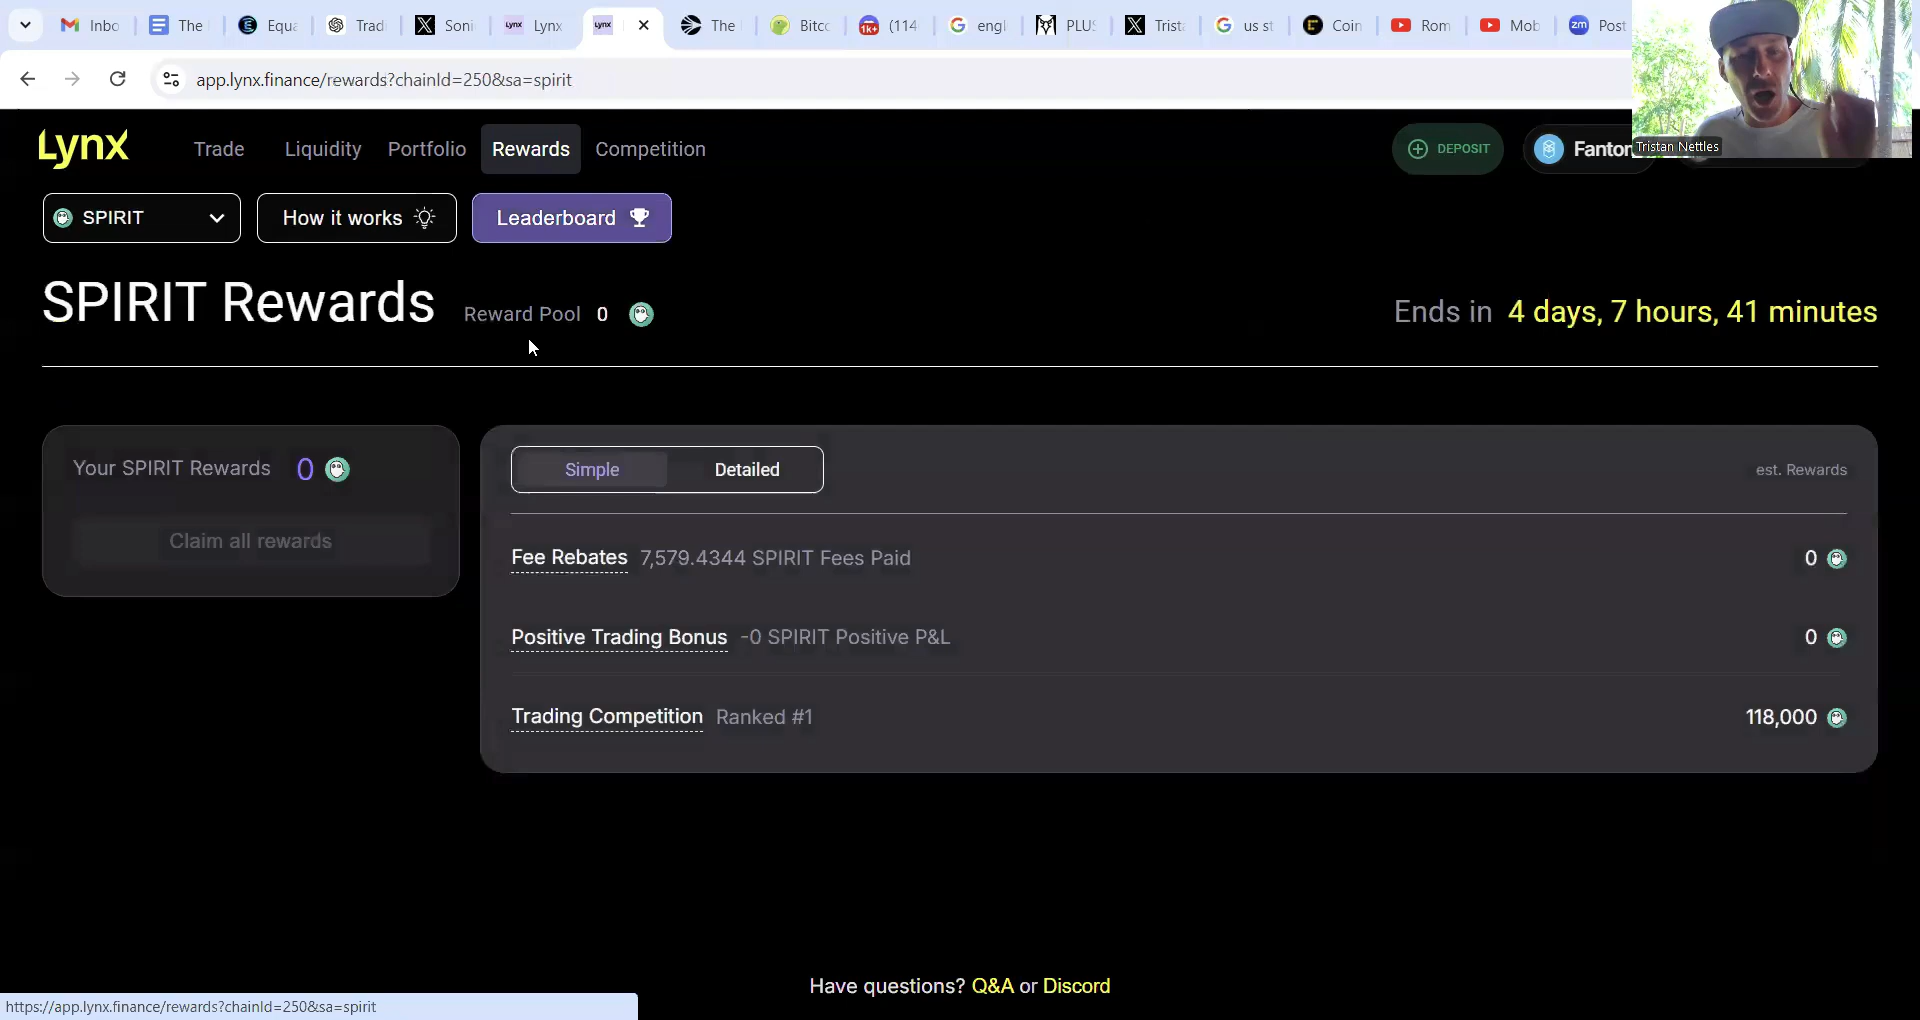 Inbo
The
Equa
Tradi
Soni
Lynx
The
Bitco
(114
engl
PLUS
Trista
us st
Coin
Rom
Mob
Post
app.lynx.finance/rewards?chainId=250&sa=spirit
Tristan Nettles
Lynx
Trade
Liquidity
Portfolio
Rewards
Competition
DEPOSIT
Fantom
SPIRIT
How it works
Leaderboard
SPIRIT Rewards
Reward Pool 0
Ends in 4 days, 7 hours, 41 minutes
Your SPIRIT Rewards 0
Claim all rewards
Simple
Detailed
est. Rewards
Fee Rebates 7,579.4344 SPIRIT Fees Paid 0
Positive Trading Bonus -0 SPIRIT Positive P&L 0
Trading Competition Ranked #1 118,000
Have questions? Q&A or Discord
https://app.lynx.finance/rewards?chainId=250&sa=spirit